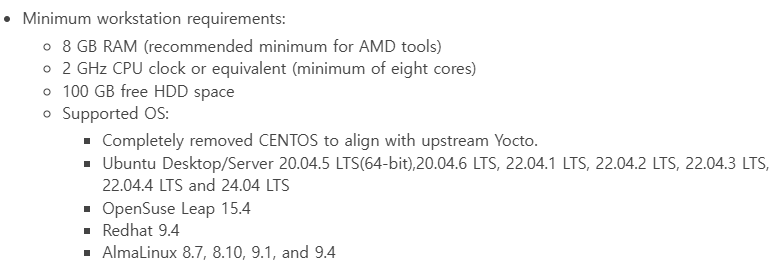 Minimum workstation requirements:
8 GB RAM (recommended minimum for AMD tools)
2 GHz CPU clock or equivalent (minimum of eight cores)
100 GB free HDD space
Supported OS:
Completely removed CENTOS to align with upstream Yocto.
Ubuntu Desktop/Server 20.04.5 LTS(64-bit),20.04.6 LTS, 22.04.1 LTS, 22.04.2 LTS, 22.04.3 LTS,
22.04.4 LTS and 24.04 LTS
OpenSuse Leap 15.4
Redhat 9.4
AlmaLinux 8.7, 8.10, 9.1, and 9.4